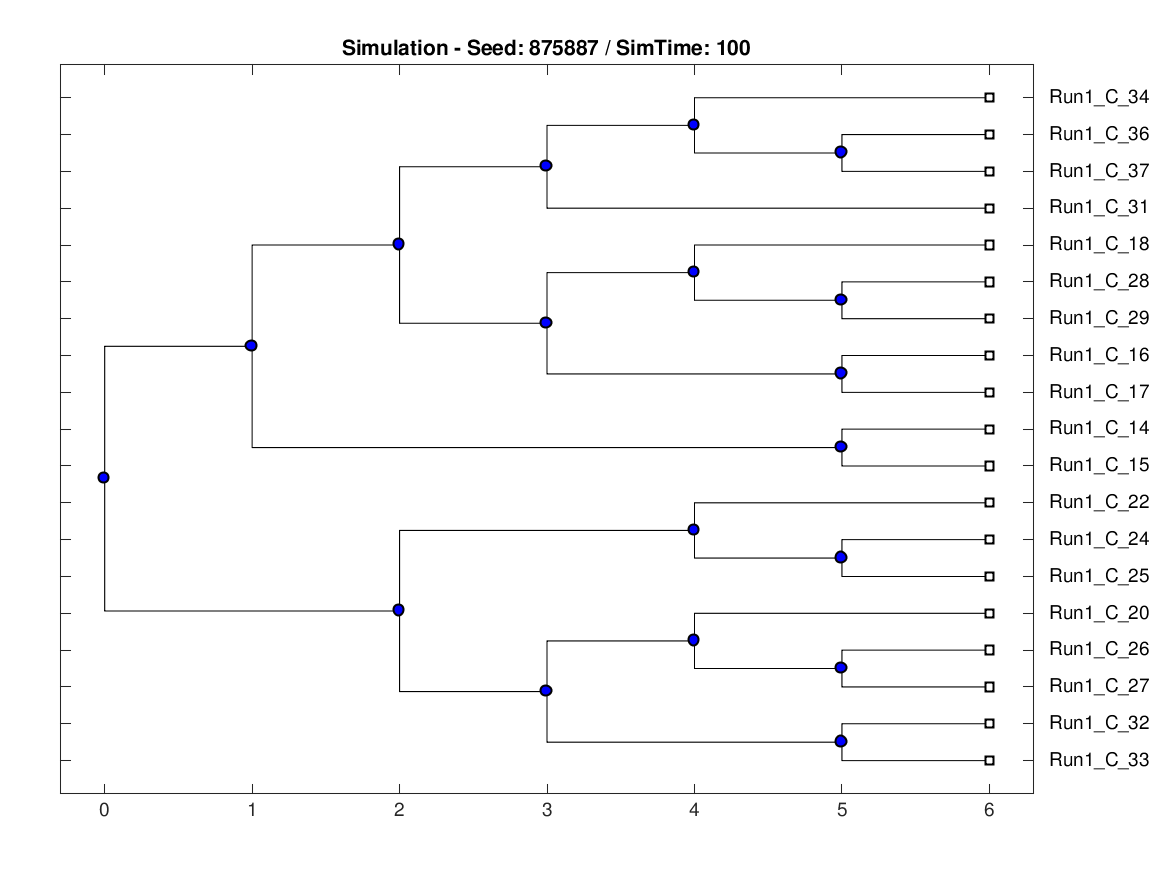 Simulation - Seed: 875887 / SimTime: 100
Run1_C_34
Run1_C_36
Run1_C_37
Run1_C_31
Run1_C_18
Run1_C_28
Run1_C_29
Run1_C_16
Run1_C_17
Run1_C_14
Run1_C_15
Run1_C_22
Run1_C_24
Run1_C_25
Run1_C_20
Run1_C_26
Run1_C_27
Run1_C_32
Run1_C_33
0 1 2 3 4 5 6